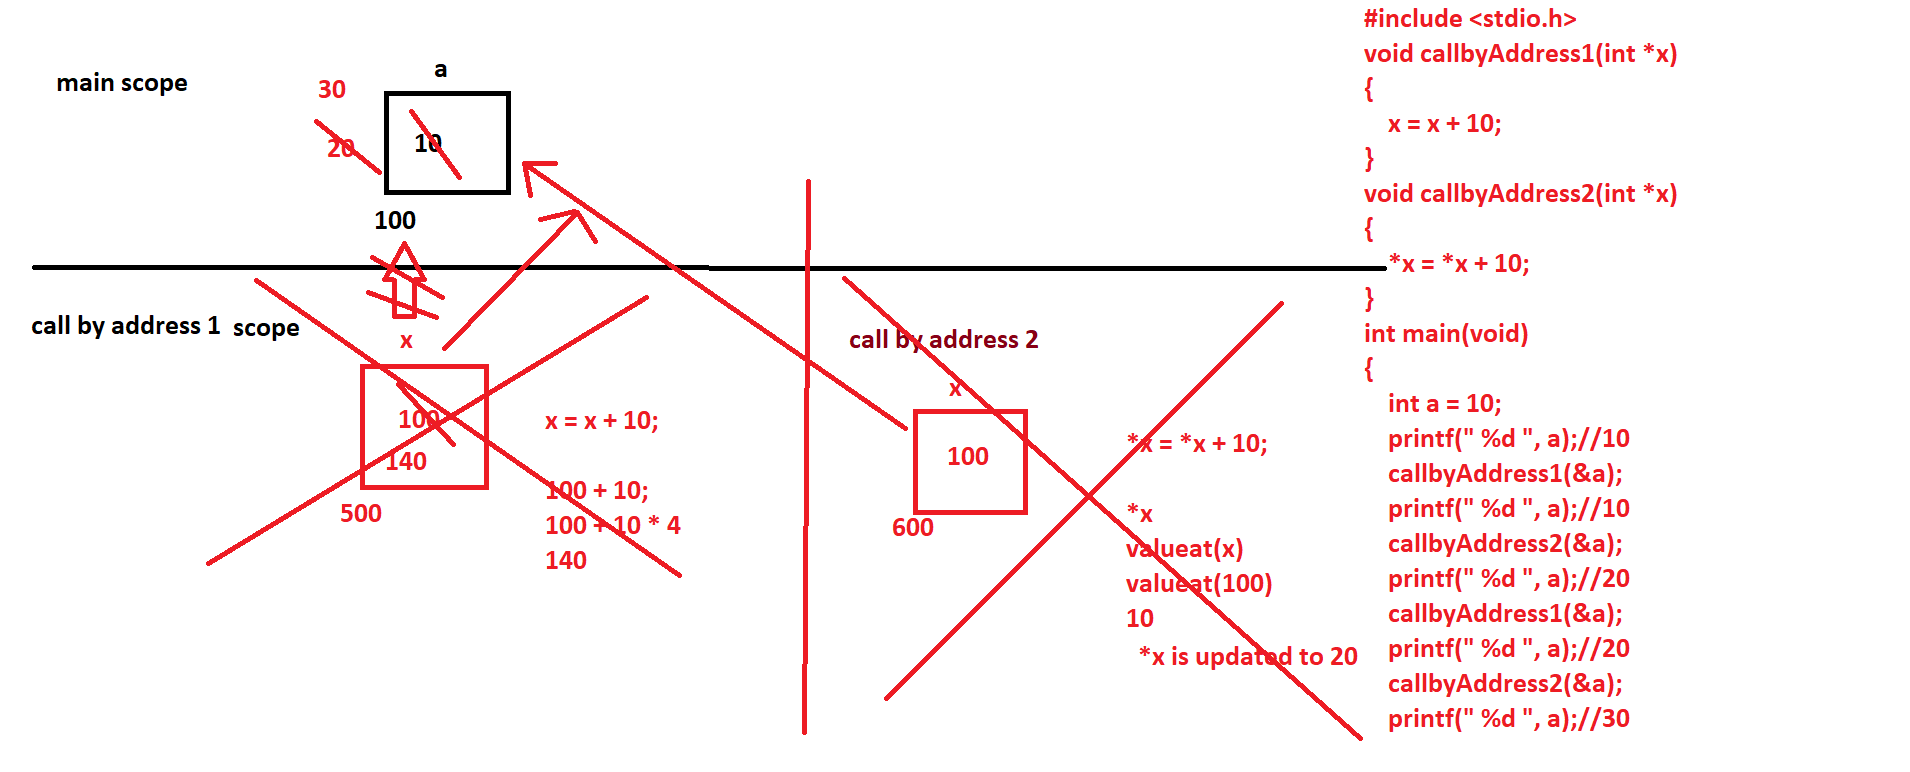 main scope
a
30
20
10
100
call by address 1 scope
x
100
140
500
x = x + 10;
100 + 10;
100 + 10 * 4
140
call by address 2
x
100
600
*x = *x + 10;
*x
valueat(x)
valueat(100)
10
*x is updated to 20
#include <stdio.h>
void callbyAddress1(int *x)
{
x = x + 10;
}
void callbyAddress2(int *x)
{
*x = *x + 10;
}
int main(void)
{
int a = 10;
printf(" %d ", a);//10
callbyAddress1(&a);
printf(" %d ", a);//10
callbyAddress2(&a);
printf(" %d ", a);//20
callbyAddress1(&a);
printf(" %d ", a);//20
callbyAddress2(&a);
printf(" %d ", a);//30